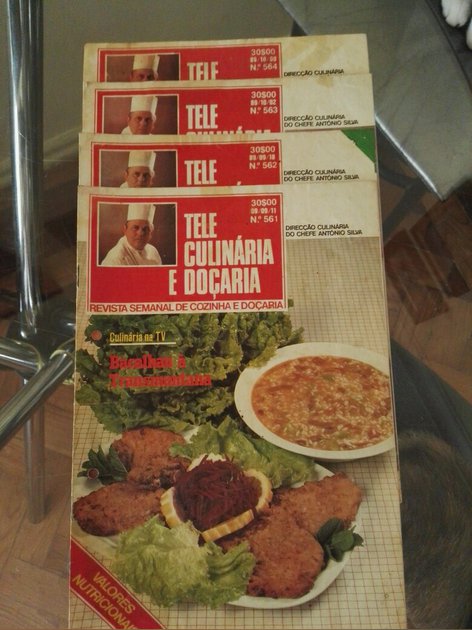 TELE
30$00
Nº 564
DIRECÇÃO CULINÁRIA
TELE
CULINÁRIA
30$00
Nº 563
DIRECÇÃO CULINÁRIA
DO CHEFE ANTÓNIO SILVA
TELE
30$00
Nº 562
DIRECÇÃO CULINÁRIA
DO CHEFE ANTÓNIO SILVA
TELE
CULINÁRIA
E DOÇARIA
30$00
Nº 561
DIRECÇÃO CULINÁRIA
DO CHEFE ANTÓNIO SILVA
REVISTA SEMANAL DE COZINHA E DOÇARIA
Culinária na TV
Bacalhau à
Transmontana
VALORES
NUTRICIONAIS